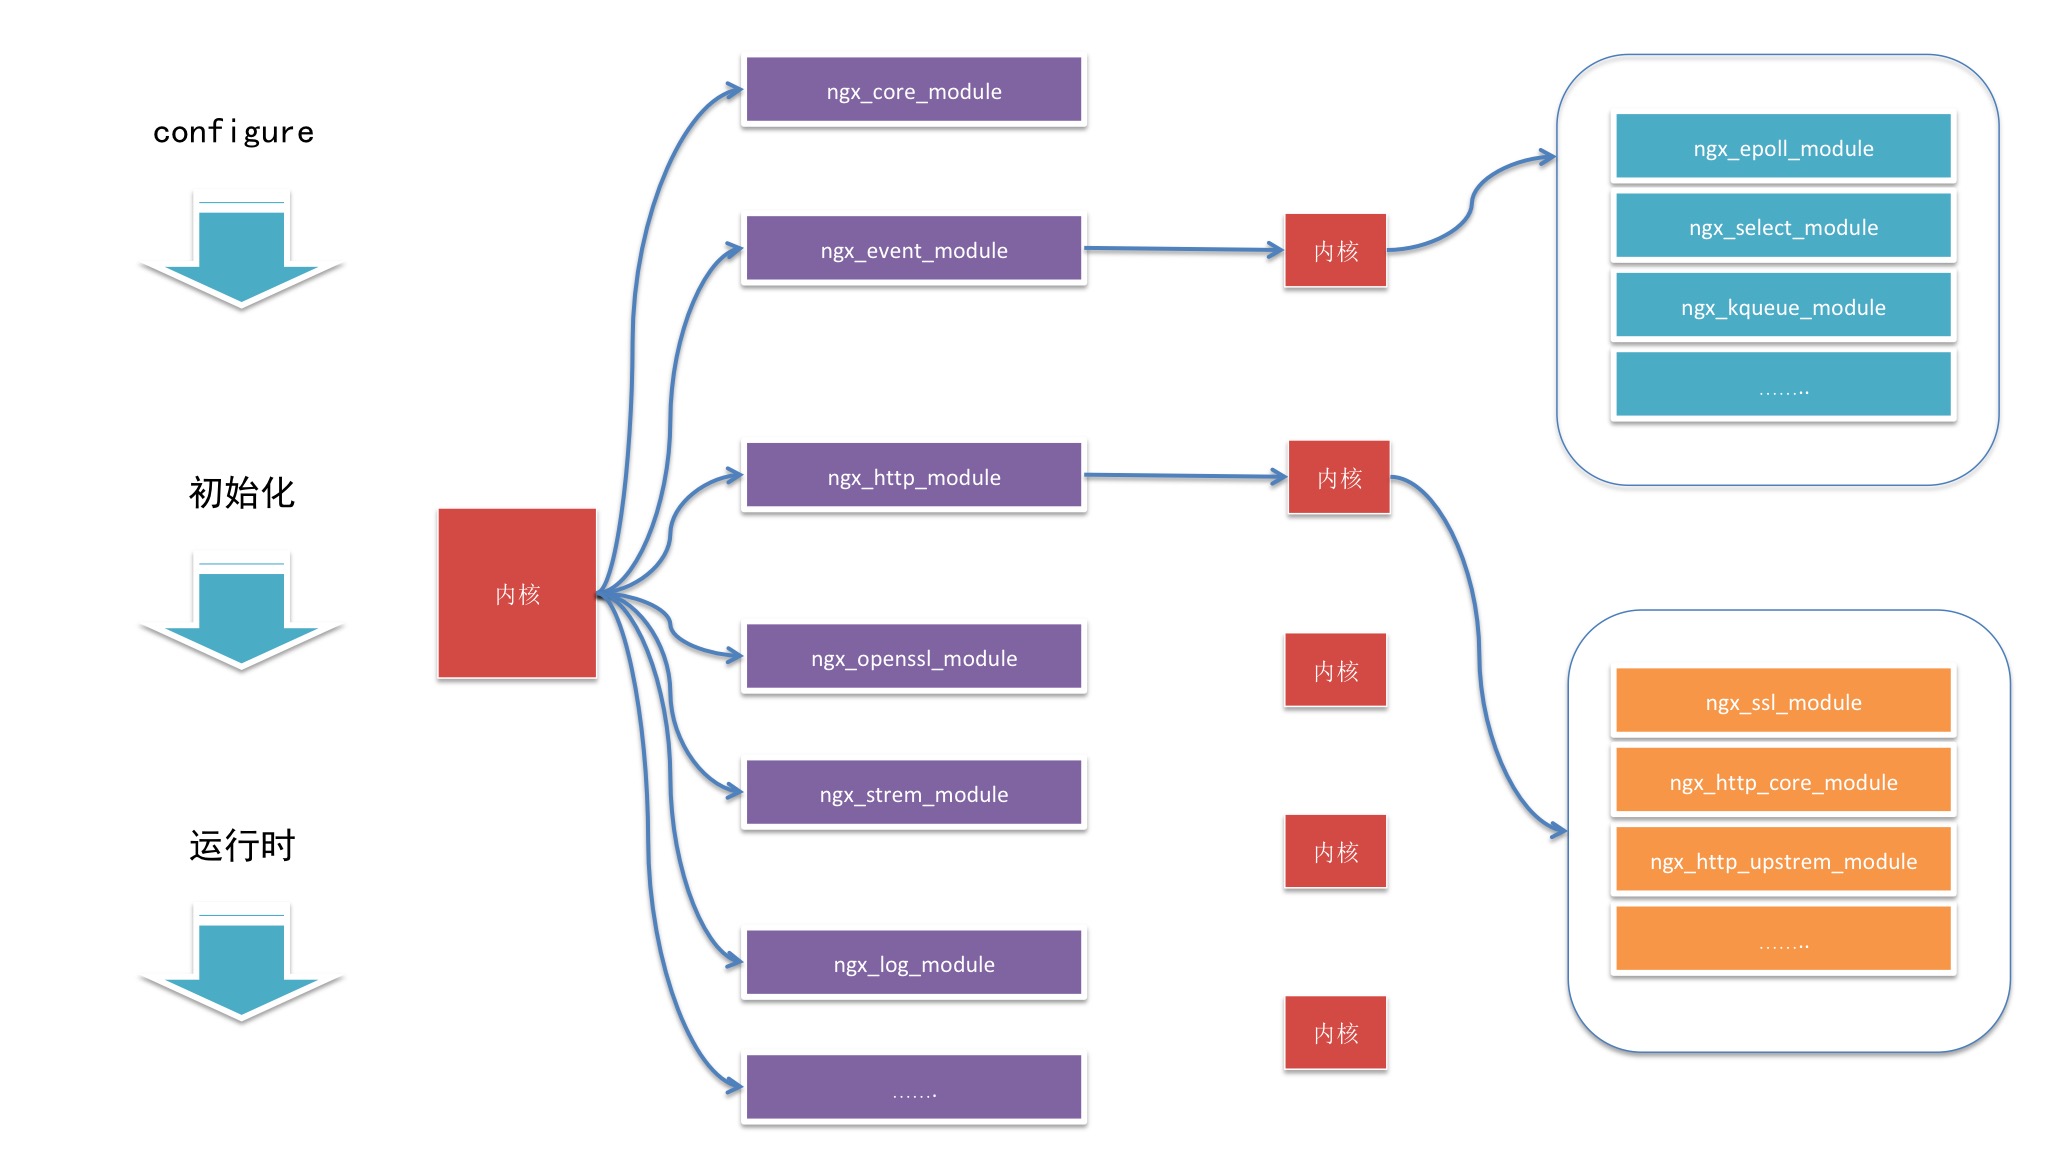 configure
初始化
运行时
内核
ngx_core_module
ngx_event_module
ngx_http_module
ngx_openssl_module
ngx_strem_module
ngx_log_module
…….
内核
内核
内核
内核
内核
ngx_epoll_module
ngx_select_module
ngx_kqueue_module
……..
ngx_ssl_module
ngx_http_core_module
ngx_http_upstrem_module
……..